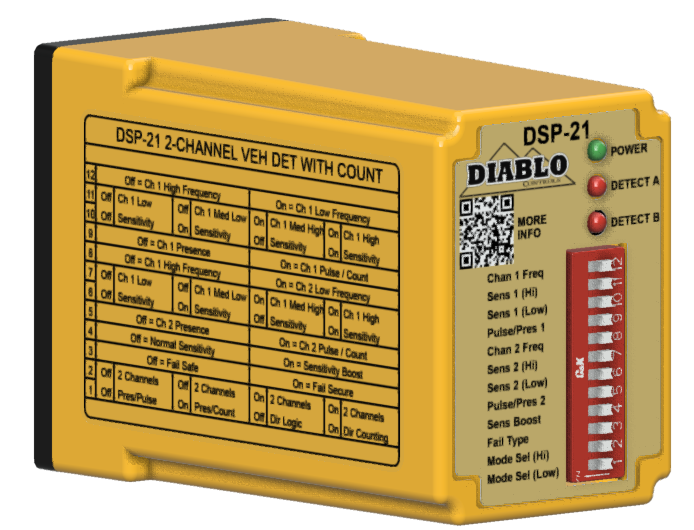 DSP-21 2-CHANNEL VEH DET WITH COUNT
12 Off = Ch 1 High Frequency On = Ch 1 Low Frequency
11 Off Ch 1 Low Off Ch 1 Med Low On Ch 1 Med High On Ch 1 High
10 Off Sensitivity On Sensitivity Off Sensitivity On Sensitivity
9 Off = Ch 1 Presence On = Ch 1 Pulse / Count
8 Off = Ch 1 High Frequency On = Ch 2 Low Frequency
7 Off Ch 1 Low Off Ch 1 Med Low On Ch 1 Med High On Ch 1 High
6 Off Sensitivity On Sensitivity Off Sensitivity On Sensitivity
5 Off = Ch 2 Presence On = Ch 2 Pulse / Count
4 Off = Normal Sensitivity On = Sensitivity Boost
3 Off = Fail Safe On = Fail Secure
2 Off 2 Channels Off 2 Channels On 2 Channels On 2 Channels
1 Off Pres/Pulse On Pres/Count Off Dir Logic On Dir Counting
DSP-21
DIABLO
CONTROLS
POWER
DETECT A
DETECT B
MORE
INFO
Chan 1 Freq
Sens 1 (Hi)
Sens 1 (Low)
Pulse/Pres 1
Chan 2 Freq
Sens 2 (Hi)
Sens 2 (Low)
Pulse/Pres 2
Sens Boost
Fail Type
Mode Sel (Hi)
Mode Sel (Low)
C&K
12
11
10
9
8
7
6
5
4
3
2
1